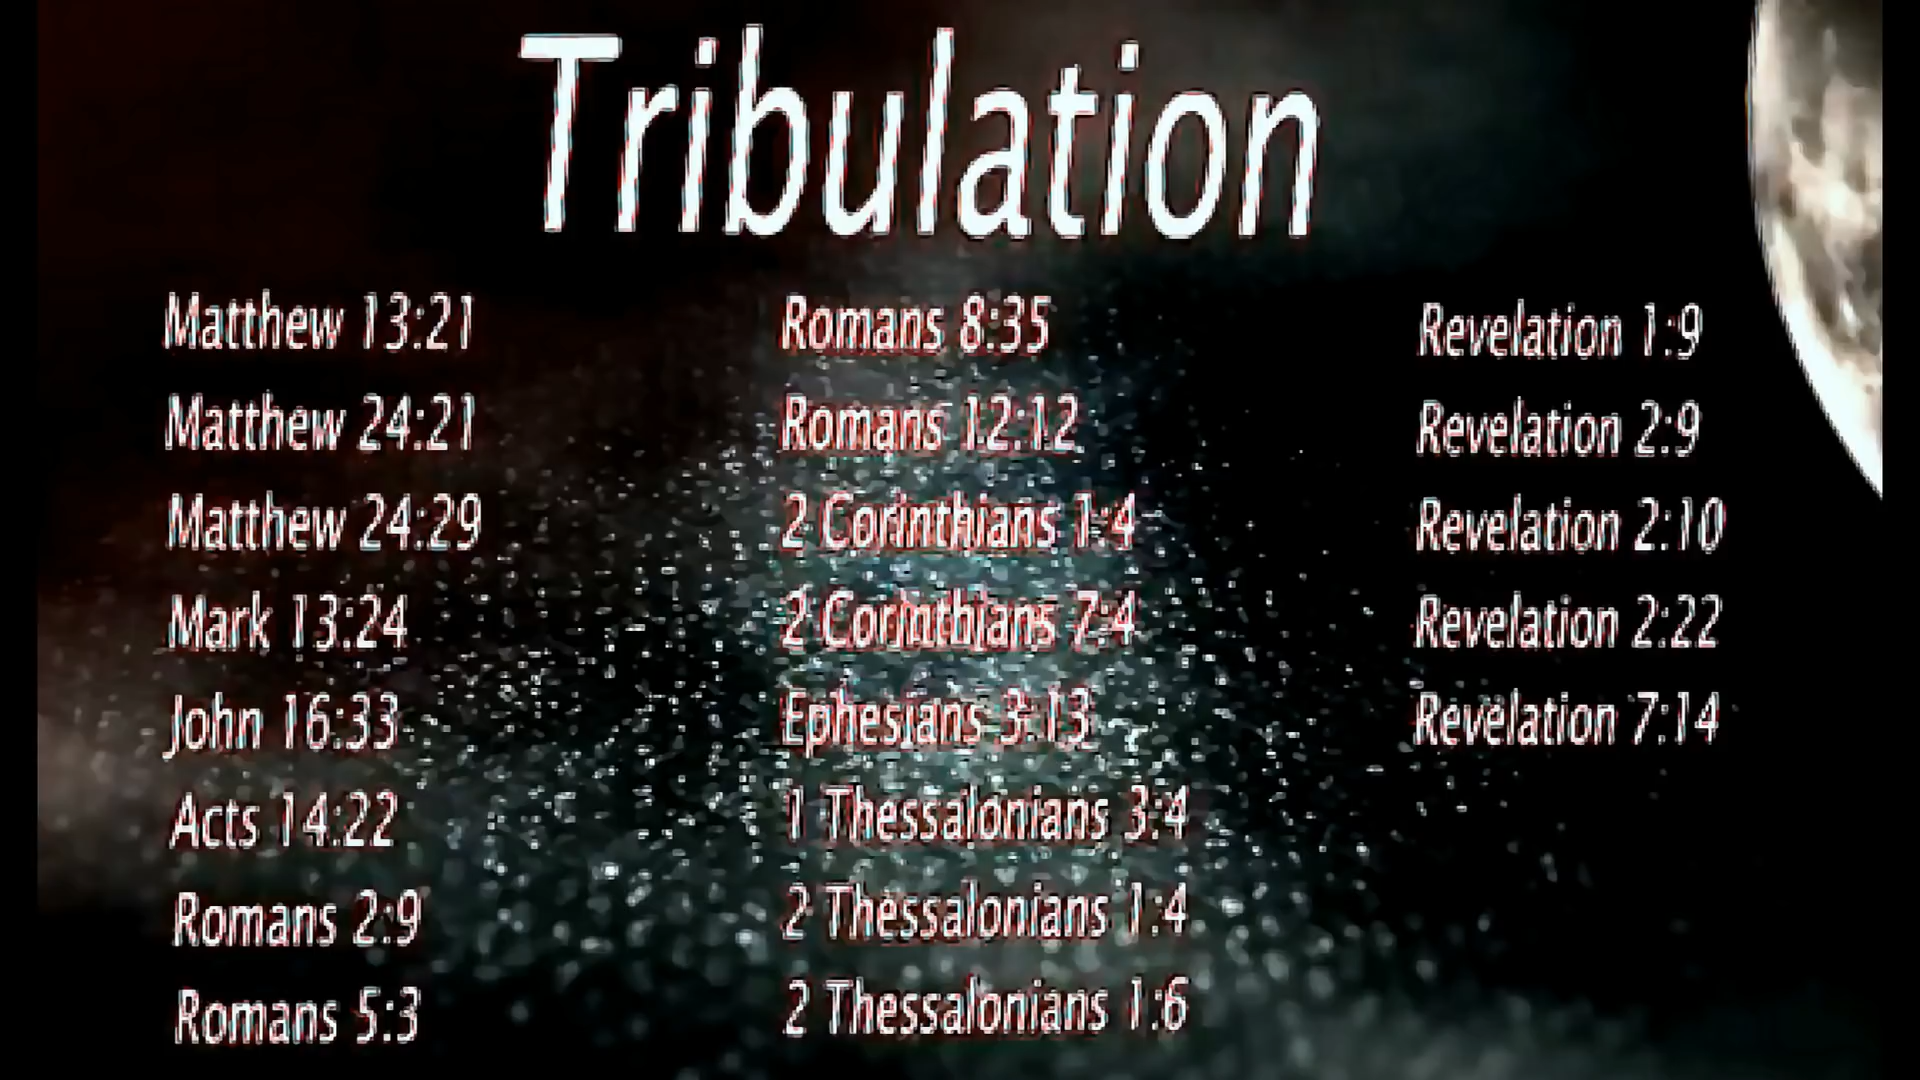 Tribulation
Matthew 13:21
Matthew 24:21
Matthew 24:29
Mark 13:24
John 16:33
Acts 14:22
Romans 2:9
Romans 5:3
Romans 8:35
Romans 12:12
2 Corinthians 1:4
2 Corinthians 7:4
Ephesians 3:13
1 Thessalonians 3:4
2 Thessalonians 1:4
2 Thessalonians 1:6
Revelation 1:9
Revelation 2:9
Revelation 2:10
Revelation 2:22
Revelation 7:14